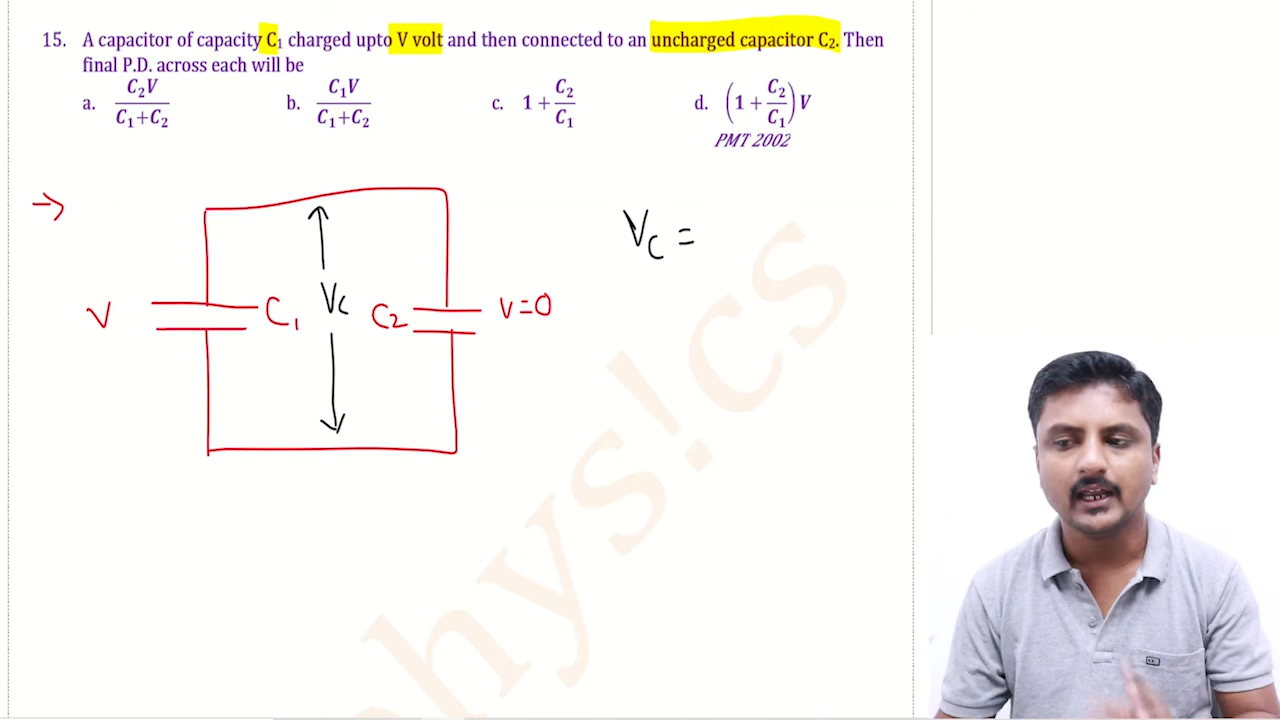 15. A capacitor of capacity C₁ charged upto V volt and then connected to an uncharged capacitor C₂. Then
final P.D. across each will be
a. C₂V / C₁+C₂ b. C₁V / C₁+C₂ c. 1 + C₂/C₁ d. (1 + C₂/C₁) V
PMT 2002
→
V_C =
V C₁ V_C C₂ V=0
phys!cs